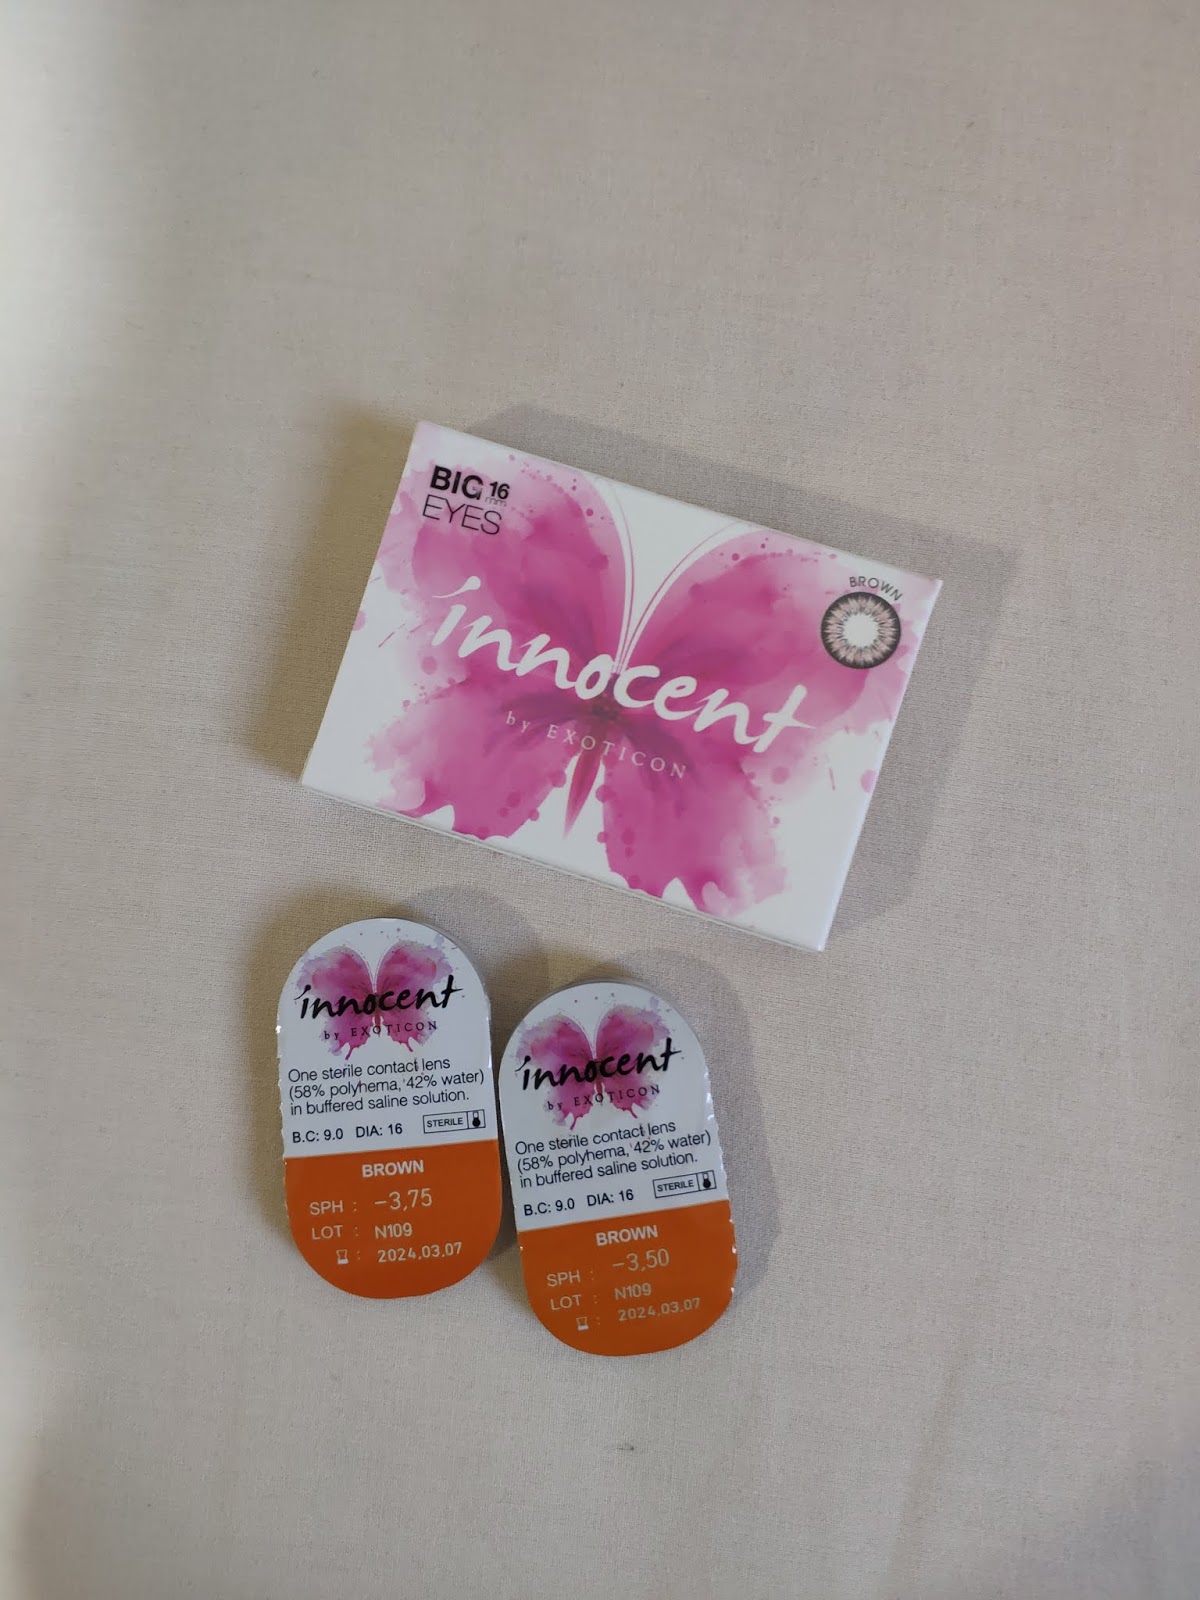 BIG 16 mm
EYES
BROWN
innocent
by EXOTICON
innocent
by EXOTICON
One sterile contact lens
(58% polyhema, 42% water)
in buffered saline solution.
B.C: 9.0 DIA: 16 STERILE
BROWN
SPH : -3,75
LOT : N109
: 2024,03,07
innocent
by EXOTICON
One sterile contact lens
(58% polyhema, 42% water)
in buffered saline solution.
B.C: 9.0 DIA: 16 STERILE
BROWN
SPH : -3,50
LOT : N109
: 2024,03,07